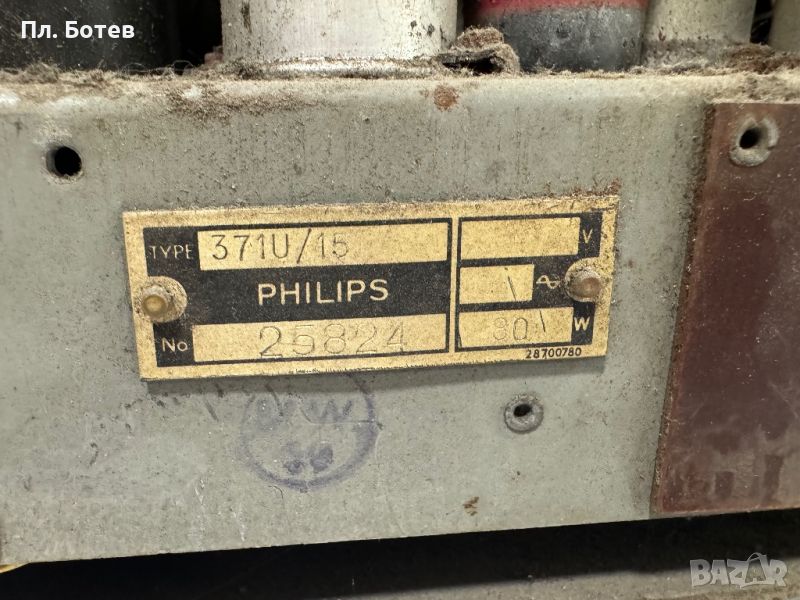 Пл. Ботев
TYPE 371U/15 V
PHILIPS
No 25824 80 W
28700780
BAZAR